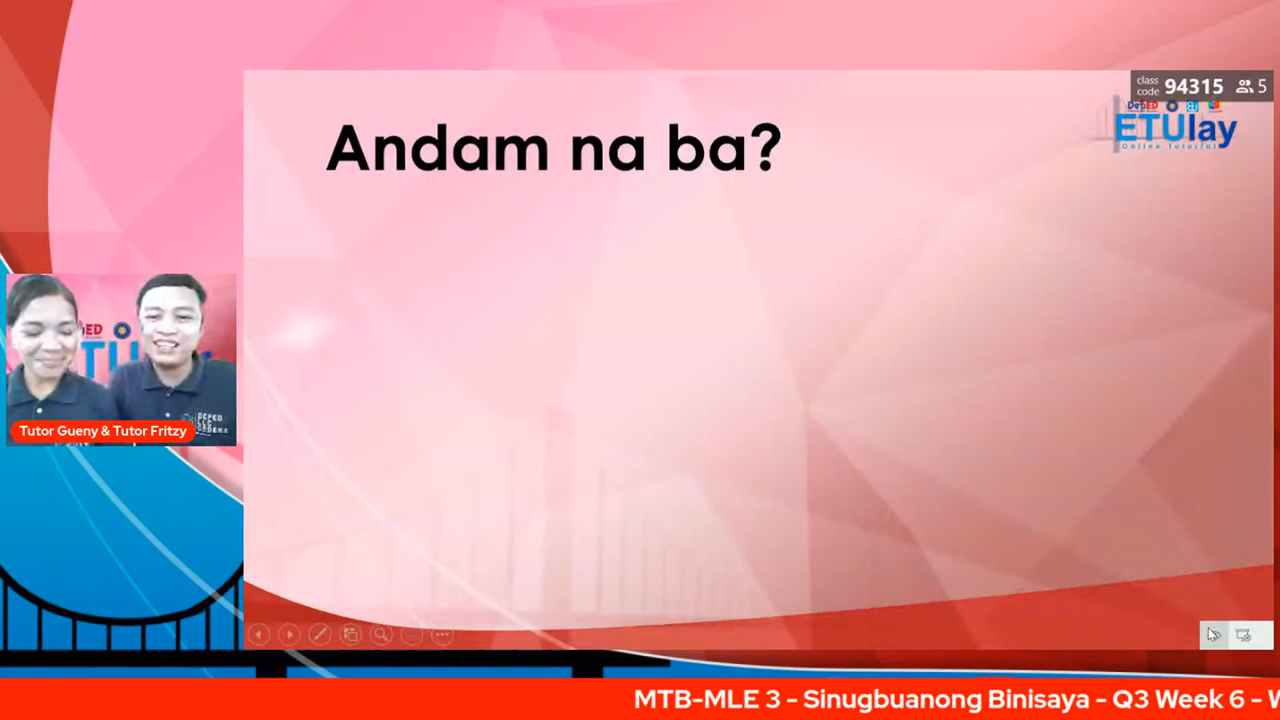 class
code 94315 5
DepED
ETUlay
Online Tutorial
Andam na ba?
Tutor Gueny & Tutor Fritzy
MTB-MLE 3 - Sinugbuanong Binisaya - Q3 Week 6 - W